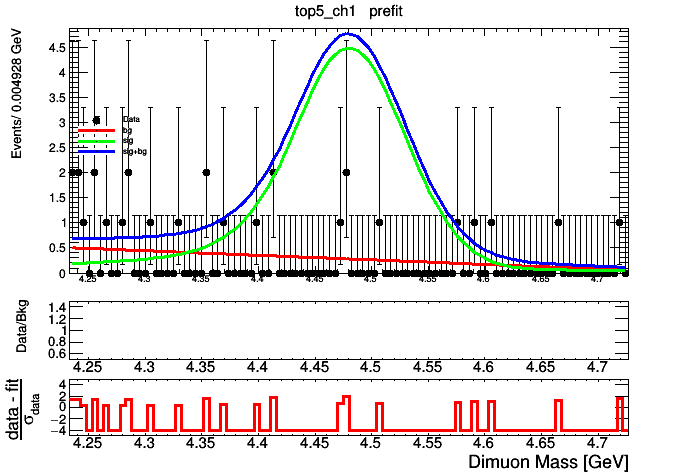 top5_ch1 prefit
Events/ 0.004928 GeV
4.5
4
3.5
3
2.5
2
1.5
1
0.5
0
Data
bg
sig
sig+bg
4.25 4.3 4.35 4.4 4.45 4.5 4.55 4.6 4.65 4.7
Data/Bkg
1.4
1.2
1
0.8
0.6
4.25 4.3 4.35 4.4 4.45 4.5 4.55 4.6 4.65 4.7
data - fit
σdata
4
2
0
−2
−4
4.25 4.3 4.35 4.4 4.45 4.5 4.55 4.6 4.65 4.7
Dimuon Mass [GeV]